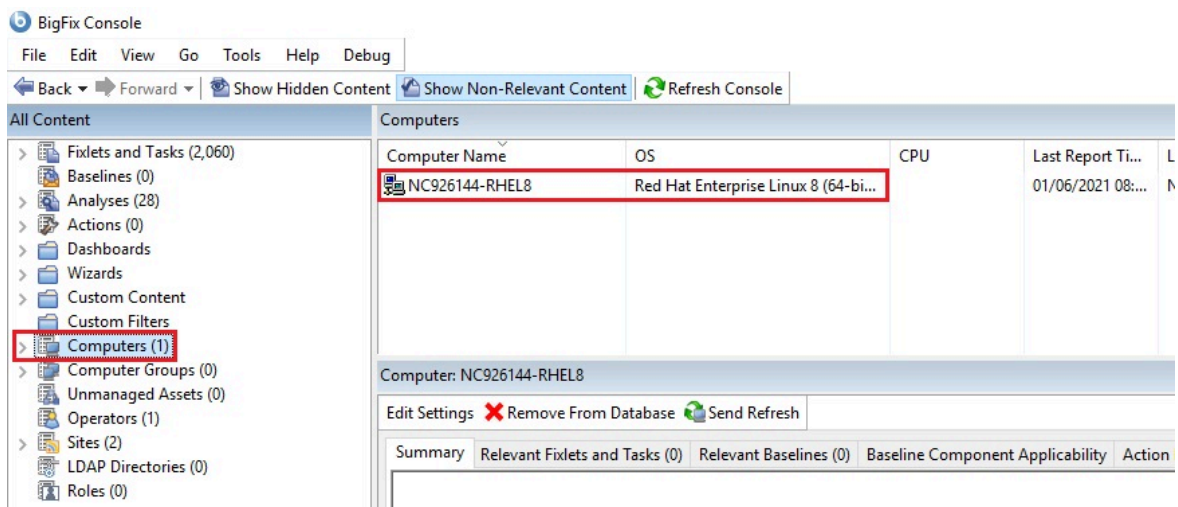 BigFix Console
File Edit View Go Tools Help Debug
Back Forward Show Hidden Content Show Non-Relevant Content Refresh Console
All Content
Fixlets and Tasks (2,060)
Baselines (0)
Analyses (28)
Actions (0)
Dashboards
Wizards
Custom Content
Custom Filters
Computers (1)
Computer Groups (0)
Unmanaged Assets (0)
Operators (1)
Sites (2)
LDAP Directories (0)
Roles (0)
Computers
Computer Name OS CPU Last Report Ti... L
NC926144-RHEL8 Red Hat Enterprise Linux 8 (64-bi... 01/06/2021 08:... N
Computer: NC926144-RHEL8
Edit Settings Remove From Database Send Refresh
Summary Relevant Fixlets and Tasks (0) Relevant Baselines (0) Baseline Component Applicability Action